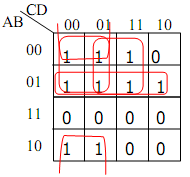 CD
AB
00 01 11 10
00 1 1 1 0
01 1 1 1 1
11 0 0 0 0
10 1 1 0 0